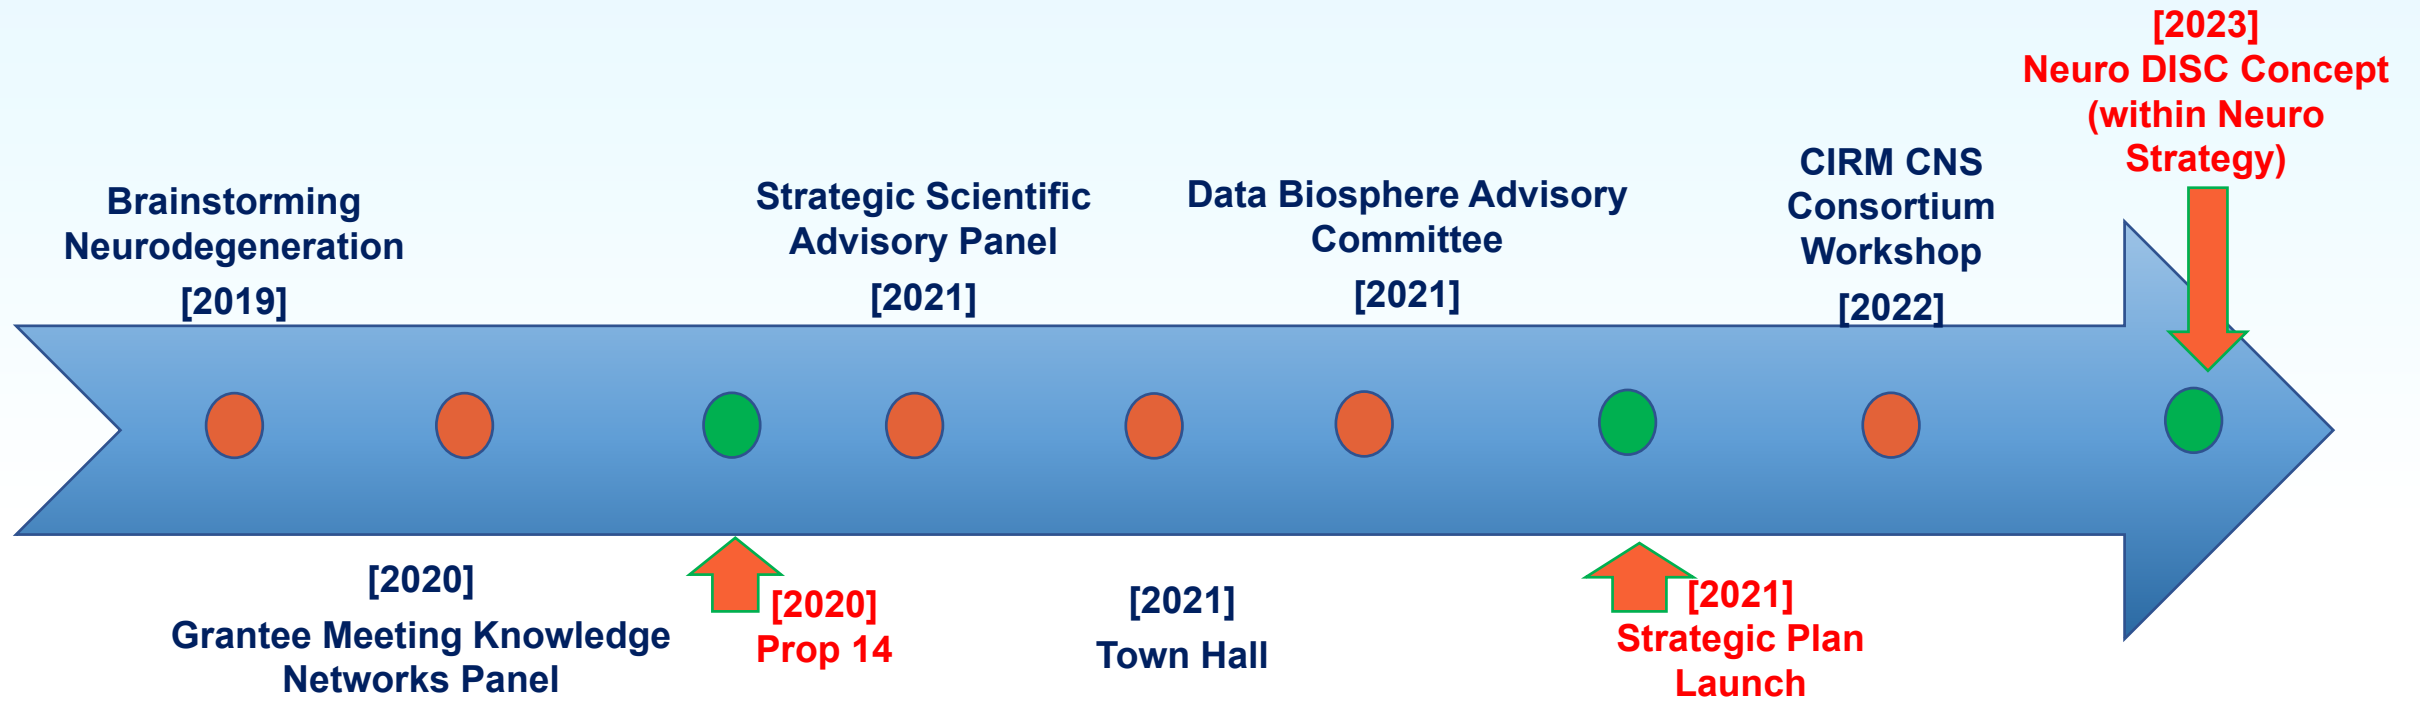 Brainstorming
Neurodegeneration
[2019]
[2020]
Grantee Meeting Knowledge
Networks Panel
[2020]
Prop 14
Strategic Scientific
Advisory Panel
[2021]
[2021]
Town Hall
Data Biosphere Advisory
Committee
[2021]
[2021]
Strategic Plan
Launch
CIRM CNS
Consortium
Workshop
[2022]
[2023]
Neuro DISC Concept
(within Neuro
Strategy)